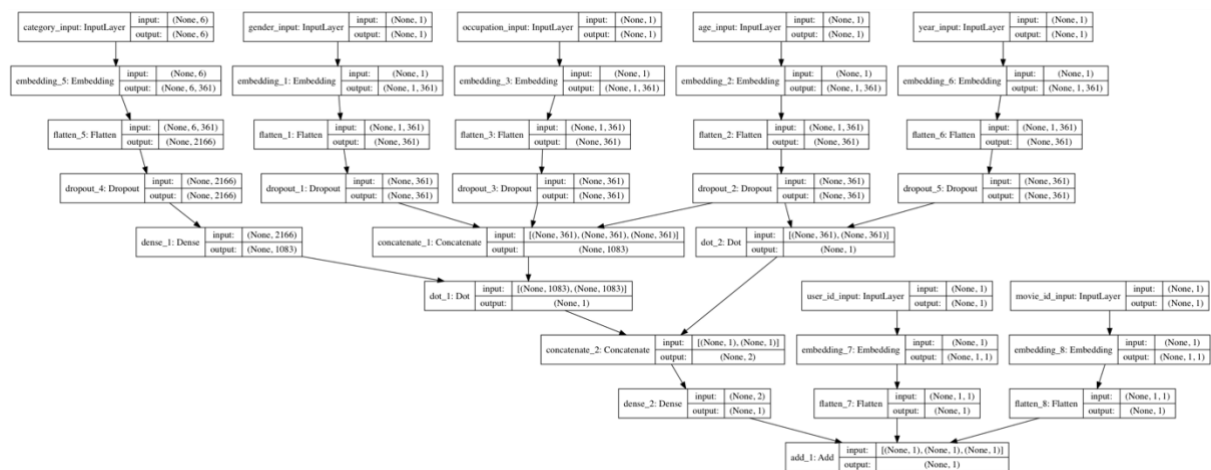 category_input: InputLayer input: (None, 6) output: (None, 6)
gender_input: InputLayer input: (None, 1) output: (None, 1)
occupation_input: InputLayer input: (None, 1) output: (None, 1)
age_input: InputLayer input: (None, 1) output: (None, 1)
year_input: InputLayer input: (None, 1) output: (None, 1)
embedding_5: Embedding input: (None, 6) output: (None, 6, 361)
embedding_1: Embedding input: (None, 1) output: (None, 1, 361)
embedding_3: Embedding input: (None, 1) output: (None, 1, 361)
embedding_2: Embedding input: (None, 1) output: (None, 1, 361)
embedding_6: Embedding input: (None, 1) output: (None, 1, 361)
flatten_5: Flatten input: (None, 6, 361) output: (None, 2166)
flatten_1: Flatten input: (None, 1, 361) output: (None, 361)
flatten_3: Flatten input: (None, 1, 361) output: (None, 361)
flatten_2: Flatten input: (None, 1, 361) output: (None, 361)
flatten_6: Flatten input: (None, 1, 361) output: (None, 361)
dropout_4: Dropout input: (None, 2166) output: (None, 2166)
dropout_1: Dropout input: (None, 361) output: (None, 361)
dropout_3: Dropout input: (None, 361) output: (None, 361)
dropout_2: Dropout input: (None, 361) output: (None, 361)
dropout_5: Dropout input: (None, 361) output: (None, 361)
dense_1: Dense input: (None, 2166) output: (None, 1083)
concatenate_1: Concatenate input: [(None, 361), (None, 361), (None, 361)] output: (None, 1083)
dot_2: Dot input: [(None, 361), (None, 361)] output: (None, 1)
dot_1: Dot input: [(None, 1083), (None, 1083)] output: (None, 1)
user_id_input: InputLayer input: (None, 1) output: (None, 1)
movie_id_input: InputLayer input: (None, 1) output: (None, 1)
concatenate_2: Concatenate input: [(None, 1), (None, 1)] output: (None, 2)
embedding_7: Embedding input: (None, 1) output: (None, 1, 1)
embedding_8: Embedding input: (None, 1) output: (None, 1, 1)
dense_2: Dense input: (None, 2) output: (None, 1)
flatten_7: Flatten input: (None, 1, 1) output: (None, 1)
flatten_8: Flatten input: (None, 1, 1) output: (None, 1)
add_1: Add input: [(None, 1), (None, 1), (None, 1)] output: (None, 1)